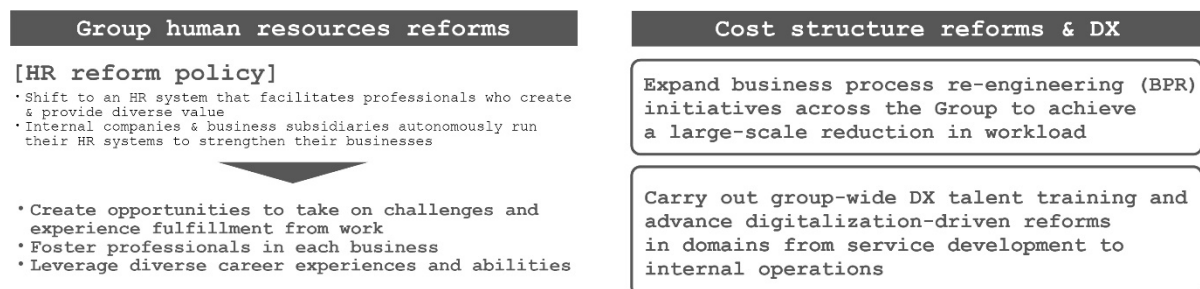 Group human resources reforms
[HR reform policy]
・Shift to an HR system that facilitates professionals who create
& provide diverse value
・Internal companies & business subsidiaries autonomously run
their HR systems to strengthen their businesses
・Create opportunities to take on challenges and
experience fulfillment from work
・Foster professionals in each business
・Leverage diverse career experiences and abilities
Cost structure reforms & DX
Expand business process re-engineering (BPR)
initiatives across the Group to achieve
a large-scale reduction in workload
Carry out group-wide DX talent training and
advance digitalization-driven reforms
in domains from service development to
internal operations